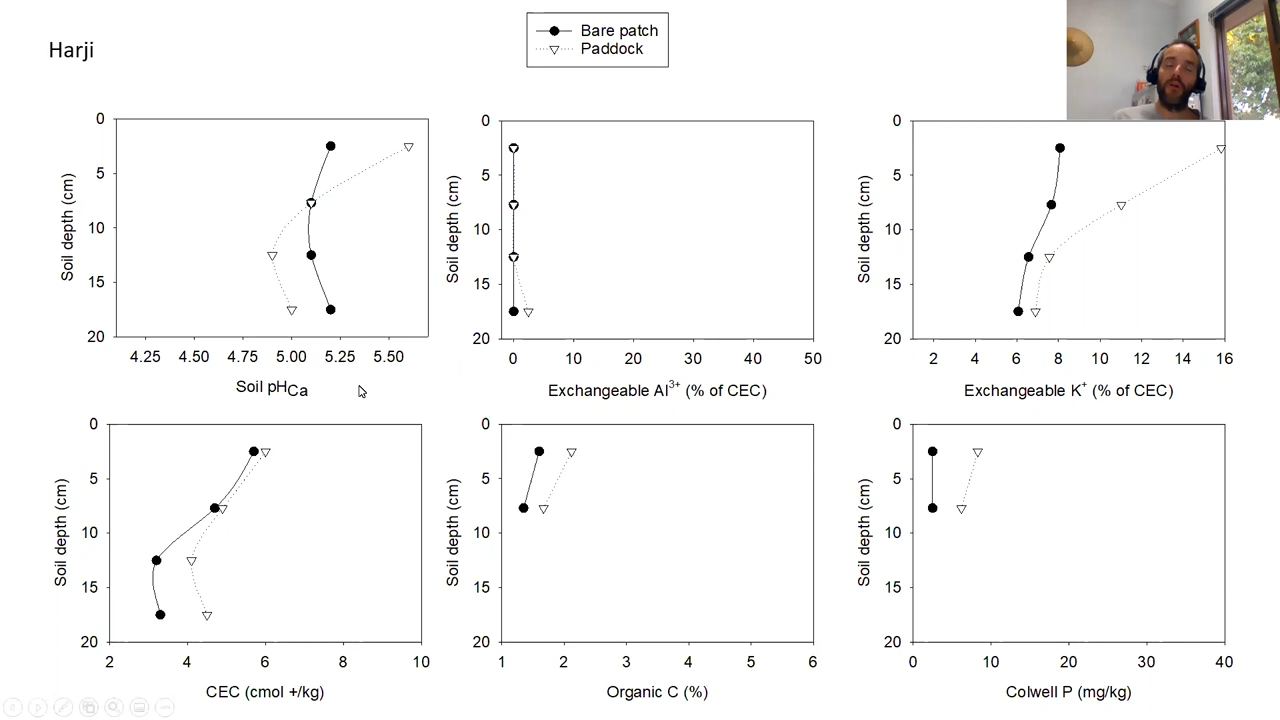 Harji
Bare patch
Paddock
0
5
10
15
20
Soil depth (cm)
4.25 4.50 4.75 5.00 5.25 5.50
Soil pHCa
0
5
10
15
20
Soil depth (cm)
0 10 20 30 40 50
Exchangeable Al3+ (% of CEC)
0
5
10
15
20
Soil depth (cm)
2 4 6 8 10 12 14 16
Exchangeable K+ (% of CEC)
0
5
10
15
20
Soil depth (cm)
2 4 6 8 10
CEC (cmol +/kg)
0
5
10
15
20
Soil depth (cm)
1 2 3 4 5 6
Organic C (%)
0
5
10
15
20
Soil depth (cm)
0 10 20 30 40
Colwell P (mg/kg)